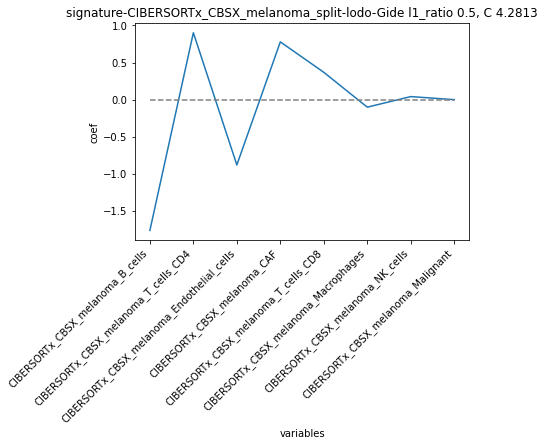 signature-CIBERSORTx_CBSX_melanoma_split-lodo-Gide l1_ratio 0.5, C 4.2813
1.0
0.5
0.0
−0.5
−1.0
−1.5
coef
CIBERSORTx_CBSX_melanoma_B_cells
CIBERSORTx_CBSX_melanoma_T_cells_CD4
CIBERSORTx_CBSX_melanoma_Endothelial_cells
CIBERSORTx_CBSX_melanoma_CAF
CIBERSORTx_CBSX_melanoma_T_cells_CD8
CIBERSORTx_CBSX_melanoma_Macrophages
CIBERSORTx_CBSX_melanoma_NK_cells
CIBERSORTx_CBSX_melanoma_Malignant
variables